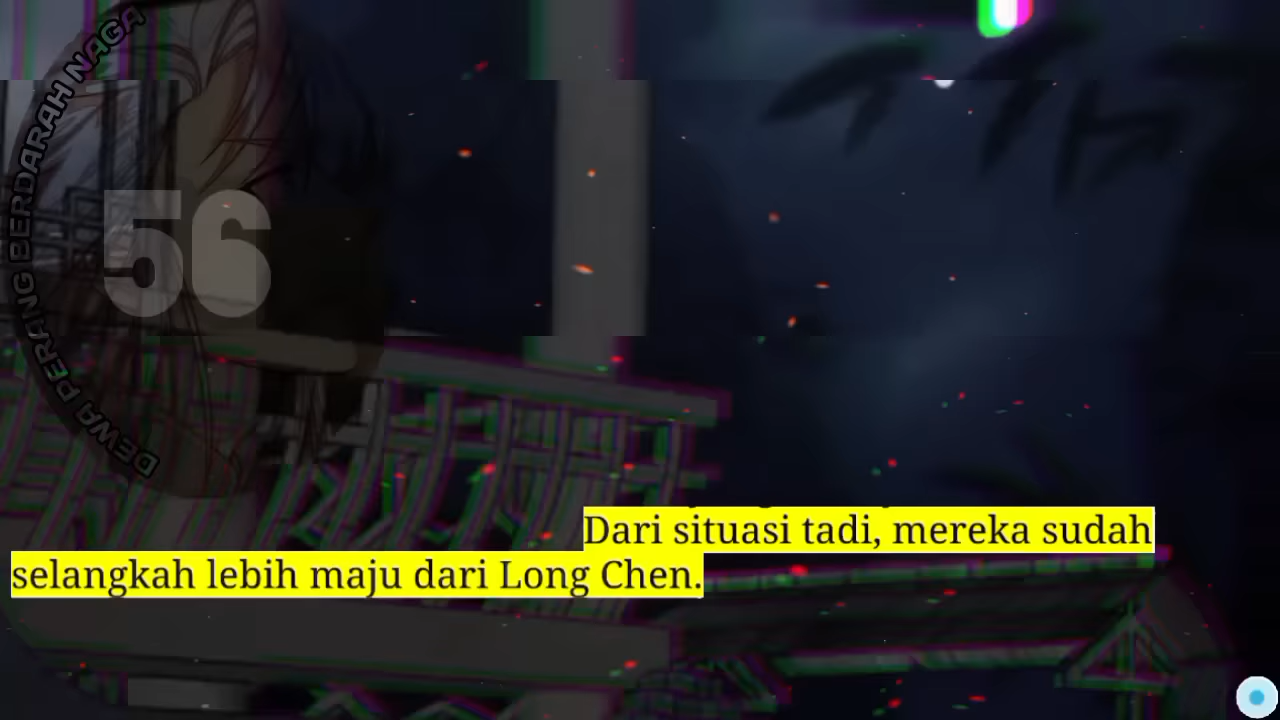 DEWA PERANG BERDARAH NAGA
56
Dari situasi tadi, mereka sudah
selangkah lebih maju dari Long Chen.